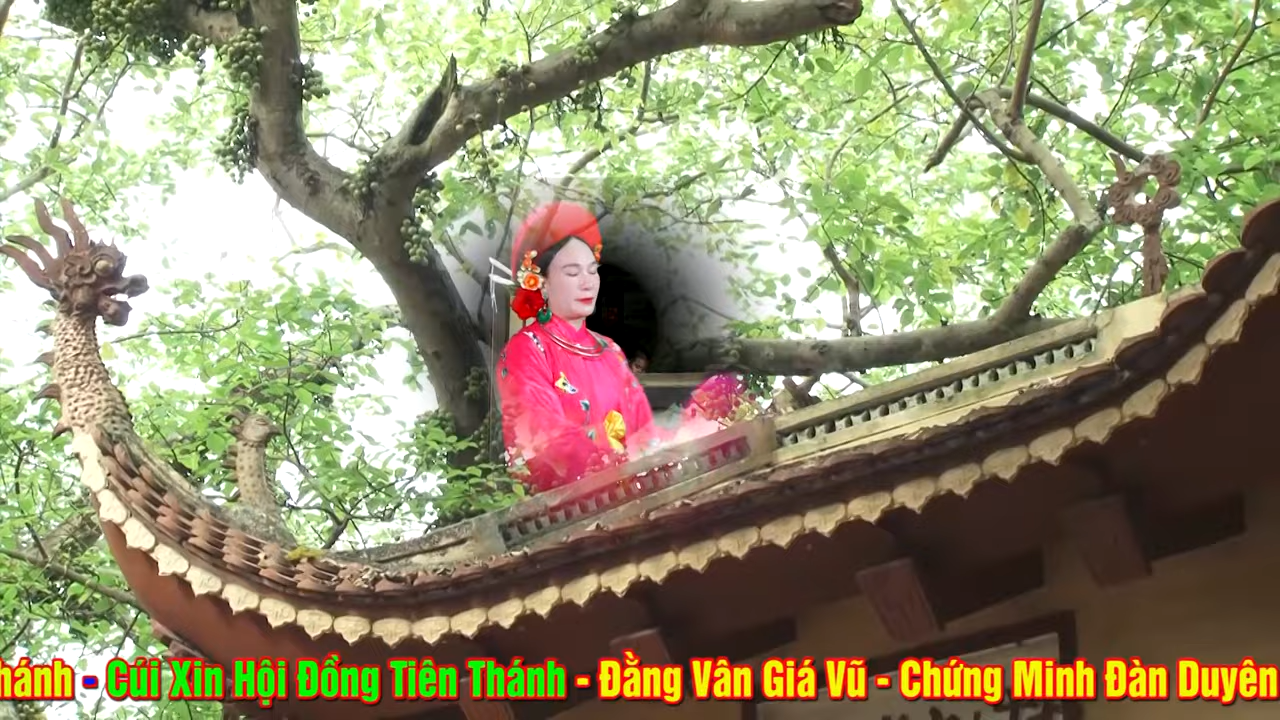 hánh - Cúi Xin Hội Đồng Tiên Thánh - Đằng Vân Giá Vũ - Chứng Minh Đàn Duyên